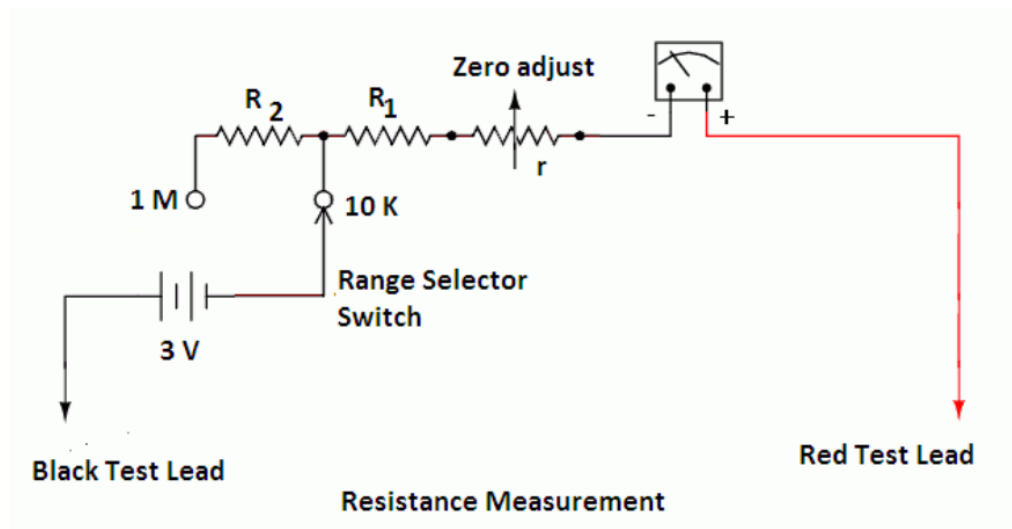 Zero adjust
R2
R1
- +
r
1 M
10 K
Range Selector
Switch
3 V
Red Test Lead
Black Test Lead
Resistance Measurement